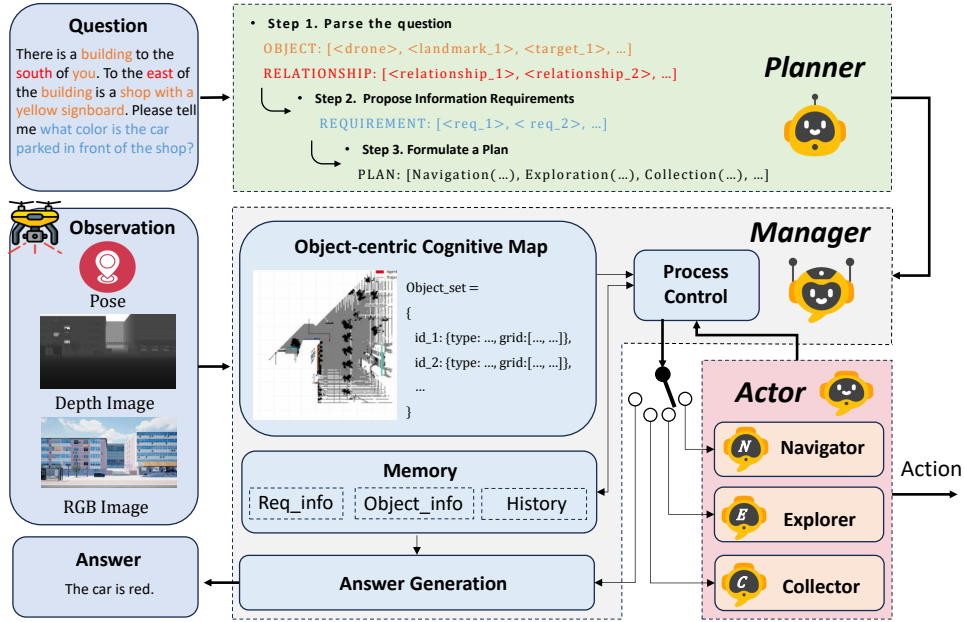 Question
There is a building to the
south of you. To the east of
the building is a shop with a
yellow signboard. Please tell
me what color is the car
parked in front of the shop?
• Step 1. Parse the question
OBJECT: [<drone>, <landmark_1>, <target_1>, …]
RELATIONSHIP: [<relationship_1>, <relationship_2>, …]
• Step 2. Propose Information Requirements
REQUIREMENT: [<req_1>, < req_2>, …]
• Step 3. Formulate a Plan
PLAN: [Navigation(…), Exploration(…), Collection(…), …]
Planner
Observation
Pose
Depth Image
RGB Image
Object-centric Cognitive Map
Object_set =
{
id_1: {type: …, grid:[…, …]},
id_2: {type: …, grid:[…, …]},
…
}
Manager
Process
Control
Memory
Req_info
Object_info
History
Answer Generation
Actor
N
Navigator
E
Explorer
C
Collector
Action
Answer
The car is red.